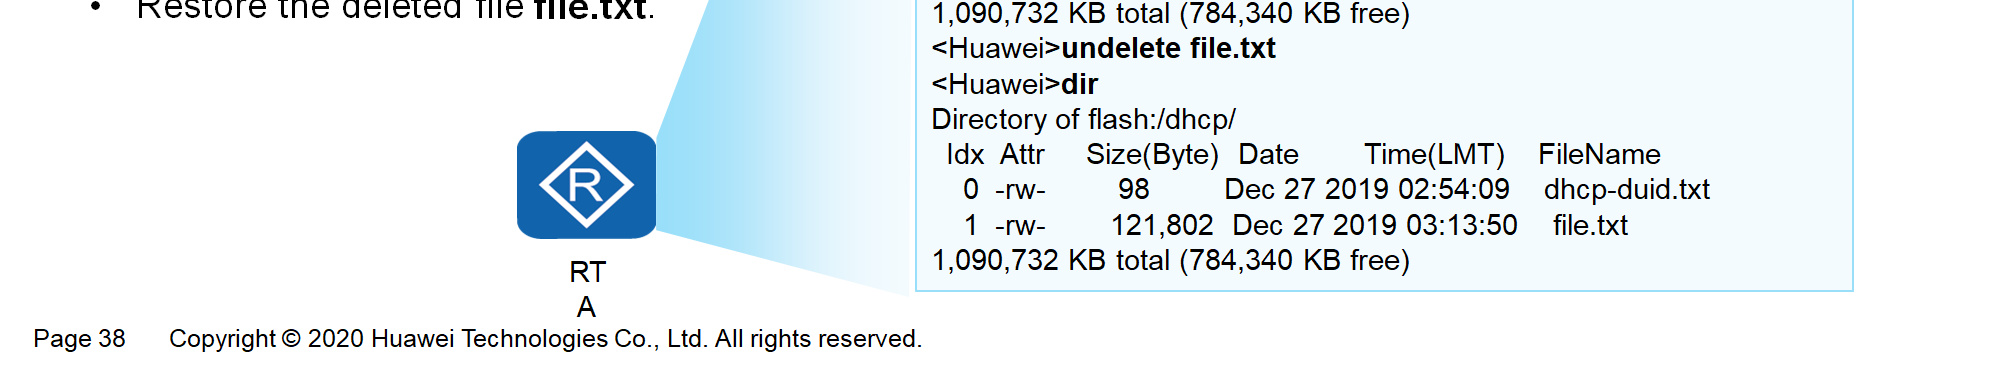 • Restore the deleted file file.txt.
1,090,732 KB total (784,340 KB free)
<Huawei>undelete file.txt
<Huawei>dir
Directory of flash:/dhcp/
Idx Attr Size(Byte) Date Time(LMT) FileName
0 -rw- 98 Dec 27 2019 02:54:09 dhcp-duid.txt
1 -rw- 121,802 Dec 27 2019 03:13:50 file.txt
1,090,732 KB total (784,340 KB free)
R
RT
A
Page 38 Copyright © 2020 Huawei Technologies Co., Ltd. All rights reserved.